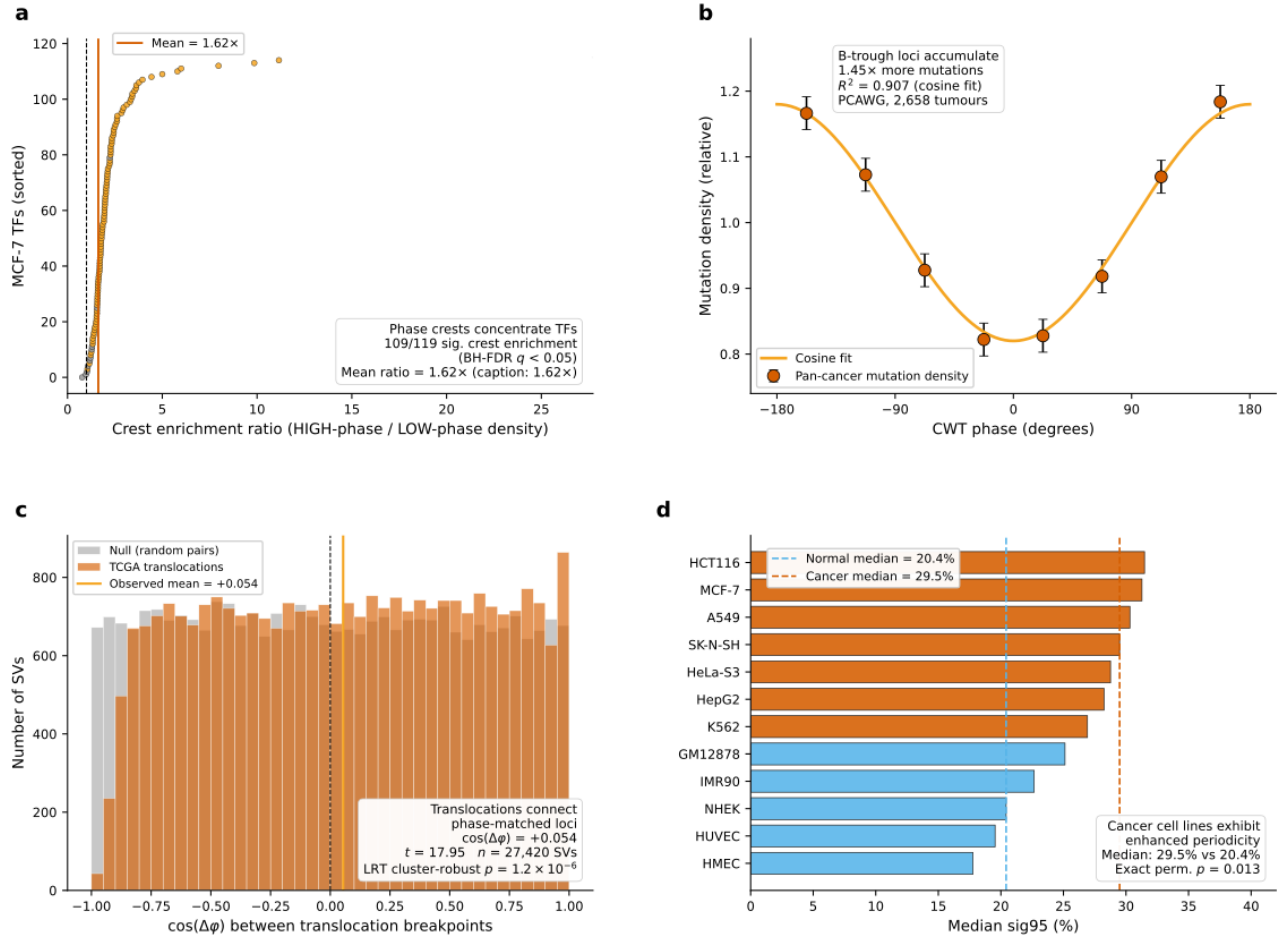 a
Mean = 1.62×
120
100
80
60
40
20
0
MCF-7 TFs (sorted)
Phase crests concentrate TFs
109/119 sig. crest enrichment
(BH-FDR q < 0.05)
Mean ratio = 1.62× (caption: 1.62×)
0 5 10 15 20 25
Crest enrichment ratio (HIGH-phase / LOW-phase density)
b
B-trough loci accumulate
1.45× more mutations
R² = 0.907 (cosine fit)
PCAWG, 2,658 tumours
1.2
1.1
1.0
0.9
0.8
Mutation density (relative)
Cosine fit
Pan-cancer mutation density
−180 −90 0 90 180
CWT phase (degrees)
c
Null (random pairs)
TCGA translocations
Observed mean = +0.054
800
600
400
200
0
Number of SVs
Translocations connect
phase-matched loci
cos(Δφ) = +0.054
t = 17.95 n = 27,420 SVs
LRT cluster-robust p = 1.2 × 10⁻⁶
−1.00 −0.75 −0.50 −0.25 0.00 0.25 0.50 0.75 1.00
cos(Δφ) between translocation breakpoints
d
Normal median = 20.4%
Cancer median = 29.5%
HCT116
MCF-7
A549
SK-N-SH
HeLa-S3
HepG2
K562
GM12878
IMR90
NHEK
HUVEC
HMEC
Cancer cell lines exhibit
enhanced periodicity
Median: 29.5% vs 20.4%
Exact perm. p = 0.013
0 5 10 15 20 25 30 35 40
Median sig95 (%)